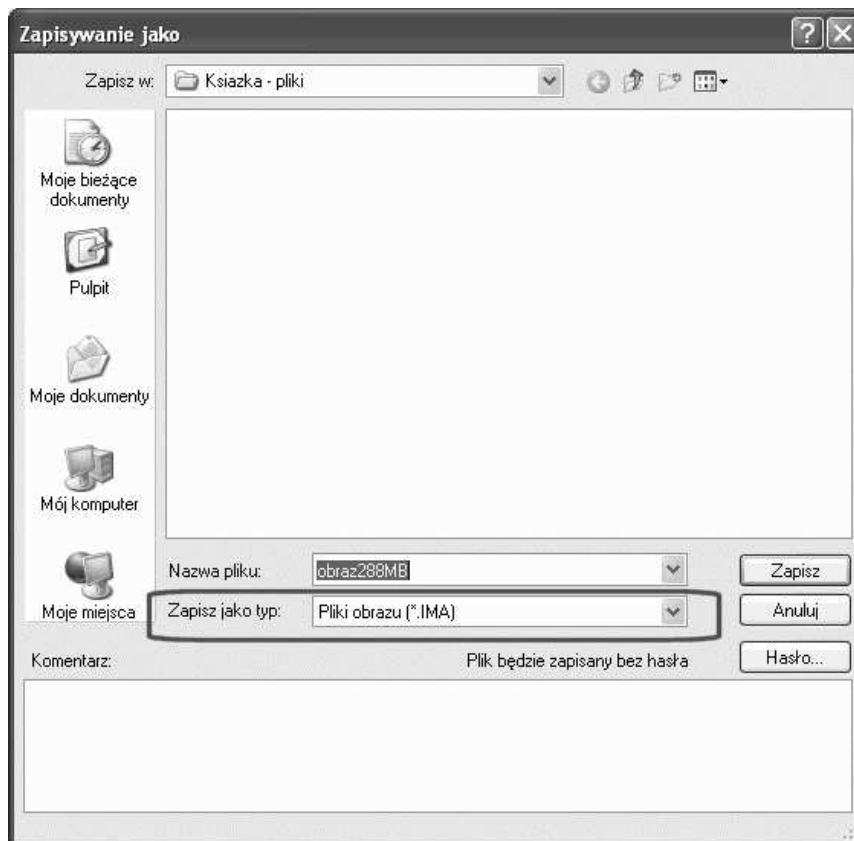 Zapisywanie jako
Zapisz w: Ksiazka - pliki
Moje bieżące
dokumenty
Pulpit
Moje dokumenty
Mój komputer
Moje miejsca
Nazwa pliku: obraz288MB Zapisz
Zapisz jako typ: Pliki obrazu (*.IMA) Anuluj
Komentarz: Plik będzie zapisany bez hasła Hasło...